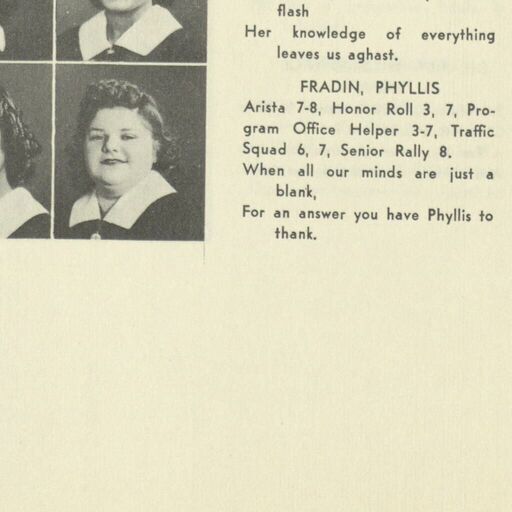 flash
Her knowledge of everything
leaves us aghast.
FRADIN, PHYLLIS
Arista 7-8, Honor Roll 3, 7, Pro-
gram Office Helper 3-7, Traffic
Squad 6, 7, Senior Rally 8.
When all our minds are just a
blank,
For an answer you have Phyllis to
thank.